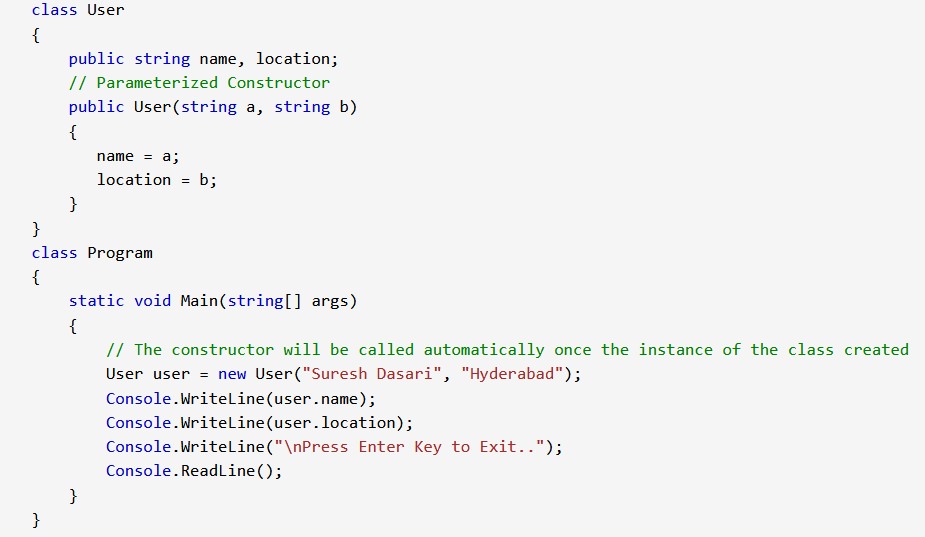 class User
{
    public string name, location;
    // Parameterized Constructor
    public User(string a, string b)
    {
       name = a;
       location = b;
    }
}
class Program
{
    static void Main(string[] args)
    {
        // The constructor will be called automatically once the instance of the class created
        User user = new User("Suresh Dasari", "Hyderabad");
        Console.WriteLine(user.name);
        Console.WriteLine(user.location);
        Console.WriteLine("\nPress Enter Key to Exit..");
        Console.ReadLine();
    }
}